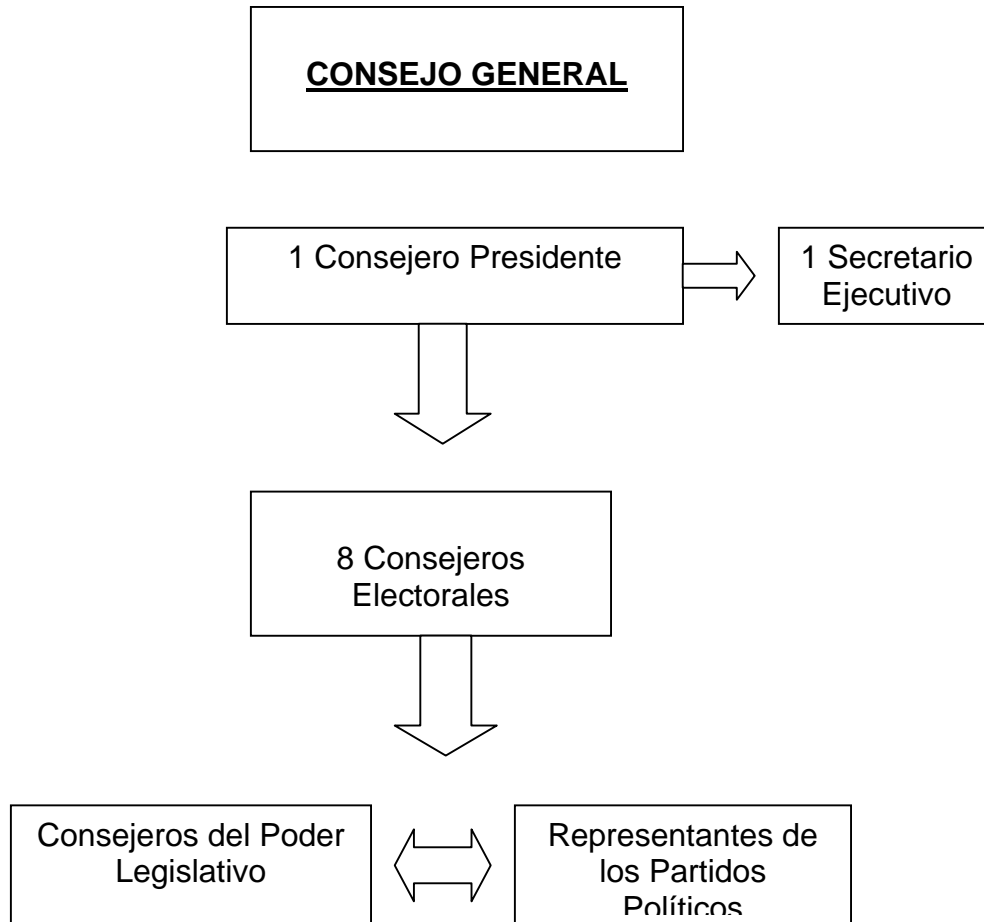 CONSEJO GENERAL
1 Consejero Presidente
1 Secretario
Ejecutivo
8 Consejeros
Electorales
Consejeros del Poder
Legislativo
Representantes de
los Partidos
Políticos